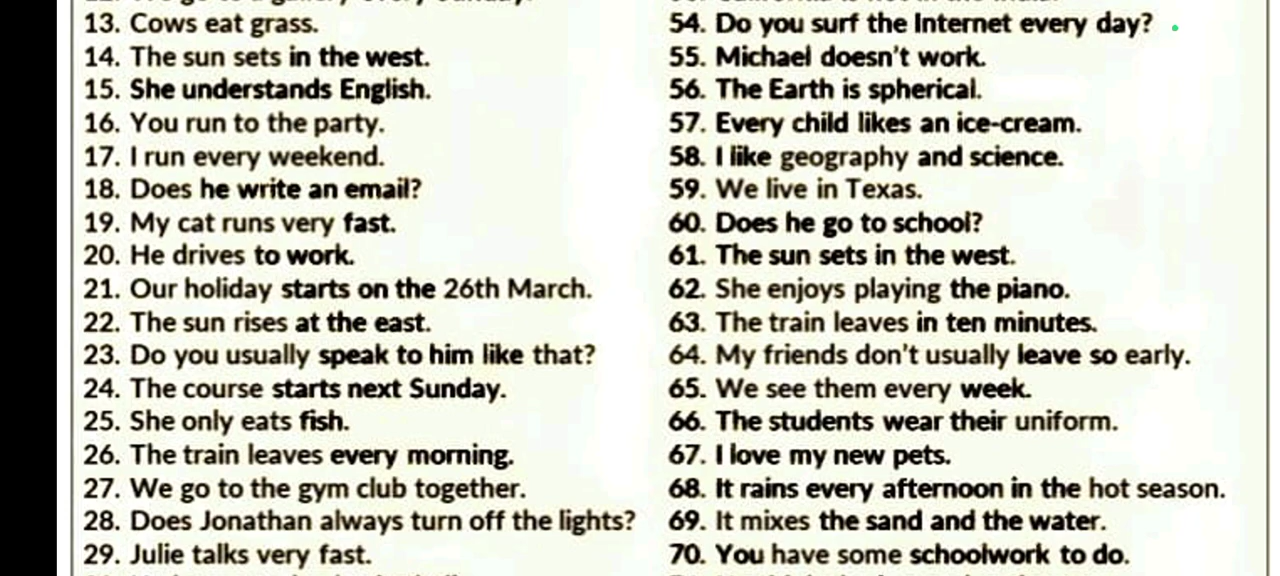 13. Cows eat grass.
14. The sun sets in the west.
15. She understands English.
16. You run to the party.
17. I run every weekend.
18. Does he write an email?
19. My cat runs very fast.
20. He drives to work.
21. Our holiday starts on the 26th March.
22. The sun rises at the east.
23. Do you usually speak to him like that?
24. The course starts next Sunday.
25. She only eats fish.
26. The train leaves every morning.
27. We go to the gym club together.
28. Does Jonathan always turn off the lights?
29. Julie talks very fast.
54. Do you surf the Internet every day?
55. Michael doesn't work.
56. The Earth is spherical.
57. Every child likes an ice-cream.
58. I like geography and science.
59. We live in Texas.
60. Does he go to school?
61. The sun sets in the west.
62. She enjoys playing the piano.
63. The train leaves in ten minutes.
64. My friends don't usually leave so early.
65. We see them every week.
66. The students wear their uniform.
67. I love my new pets.
68. It rains every afternoon in the hot season.
69. It mixes the sand and the water.
70. You have some schoolwork to do.